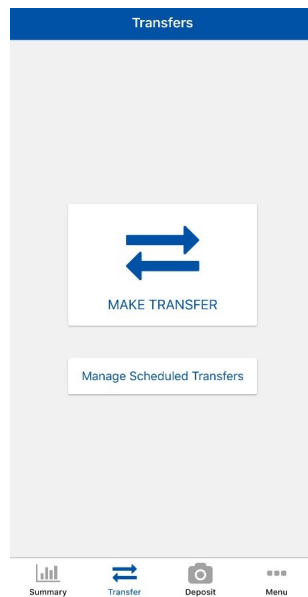 Transfers
MAKE TRANSFER
Manage Scheduled Transfers
Summary
Transfer
Deposit
Menu